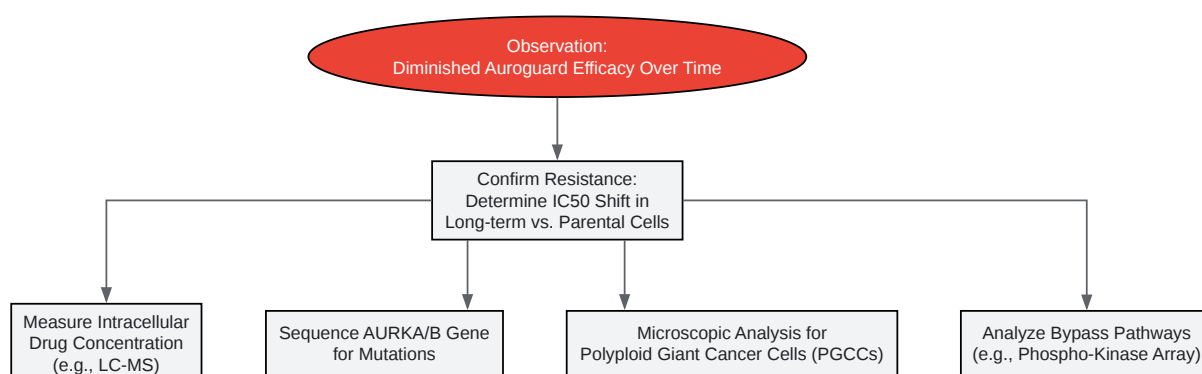 Observation:
Diminished Auroguard Efficacy Over Time
Confirm Resistance:
Determine IC50 Shift in
Long-term vs. Parental Cells
Measure Intracellular
Drug Concentration
(e.g., LC-MS)
Sequence AURKA/B Gene
for Mutations
Microscopic Analysis for
Polyploid Giant Cancer Cells (PGCCs)
Analyze Bypass Pathways
(e.g., Phospho-Kinase Array)